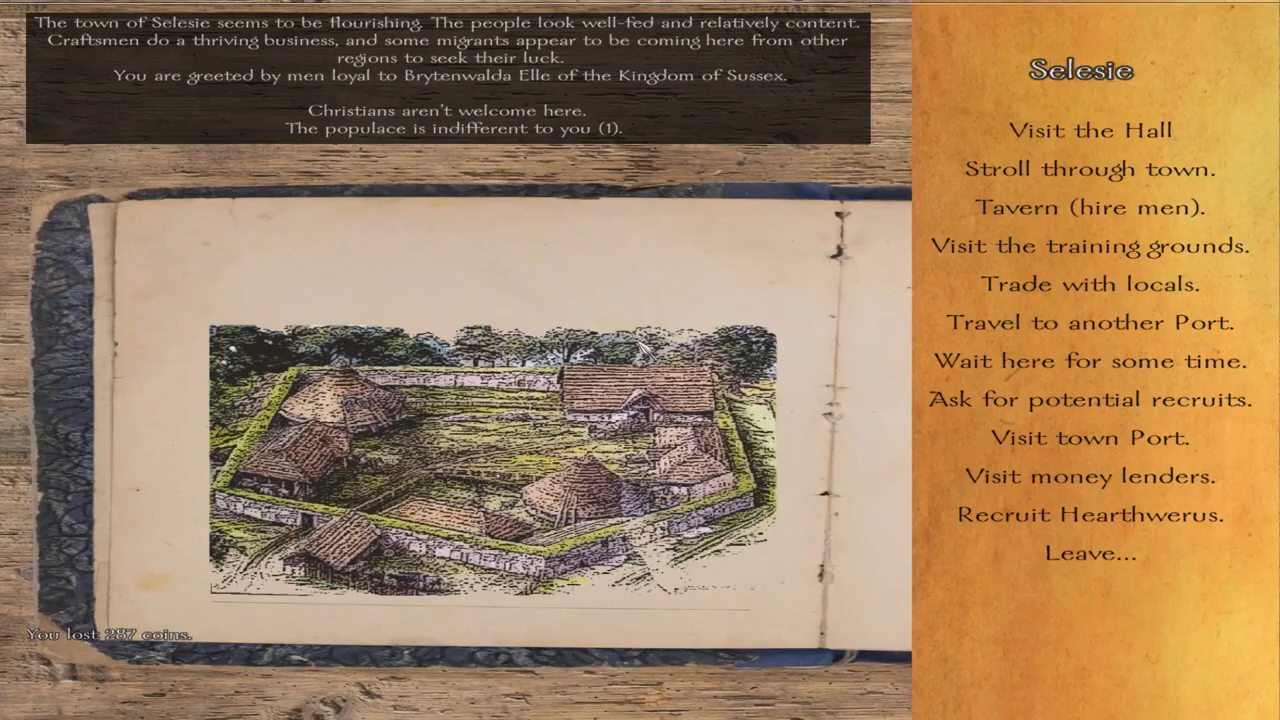 The town of Selesie seems to be flourishing. The people look well-fed and relatively content.
Craftsmen do a thriving business, and some migrants appear to be coming here from other
regions to seek their luck.
You are greeted by men loyal to Brytenwalda Elle of the Kingdom of Sussex.
Christians aren't welcome here.
The populace is indifferent to you (1).
Selesie
Visit the Hall
Stroll through town.
Tavern (hire men).
Visit the training grounds.
Trade with locals.
Travel to another Port.
Wait here for some time.
Ask for potential recruits.
Visit town Port.
Visit money lenders.
Recruit Hearthwerus.
Leave...
You lost 287 coins.